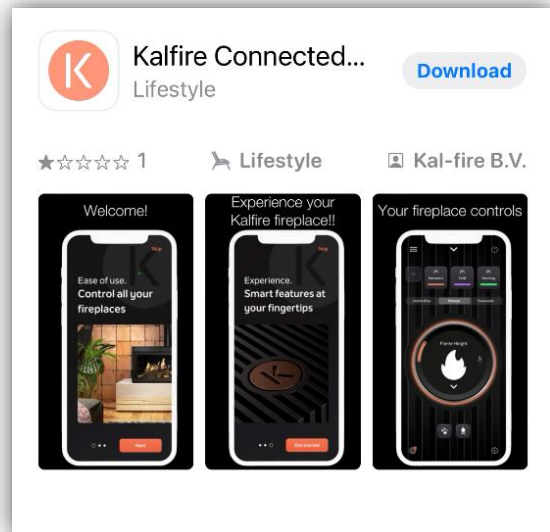 K
Kalfire Connected...
Lifestyle
Download
★☆☆☆☆ 1
Lifestyle
Kal-fire B.V.
Welcome!
Skip
Ease of use.
Control all your
fireplaces
Next
Experience your
Kalfire fireplace!!
Skip
Experience.
Smart features at
your fingertips
K
Get started
Your fireplace controls
Manual
Flame Height